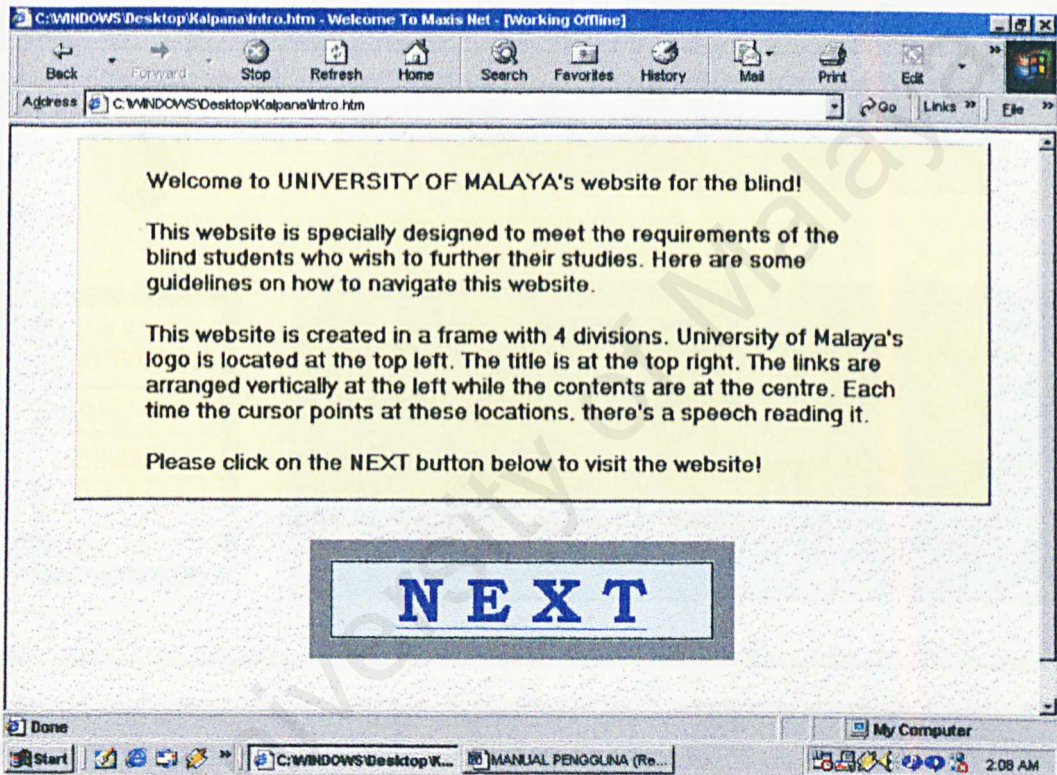 C:\WINDOWS\Desktop\Kalpana\Intro.htm - Welcome To Maxis Net - [Working Offline]
Back Forward Stop Refresh Home Search Favorites History Mail Print Edit »
Address C:\WINDOWS\Desktop\Kalpana\Intro.htm Go Links » File »
Welcome to UNIVERSITY OF MALAYA's website for the blind!
This website is specially designed to meet the requirements of the
blind students who wish to further their studies. Here are some
guidelines on how to navigate this website.
This website is created in a frame with 4 divisions. University of Malaya's
logo is located at the top left. The title is at the top right. The links are
arranged vertically at the left while the contents are at the centre. Each
time the cursor points at these locations, there's a speech reading it.
Please click on the NEXT button below to visit the website!
N E X T
Done My Computer
Start » C:\WINDOWS\Desktop\K... MANUAL PENGGUNA (Re... 2:08 AM
University of Malaya